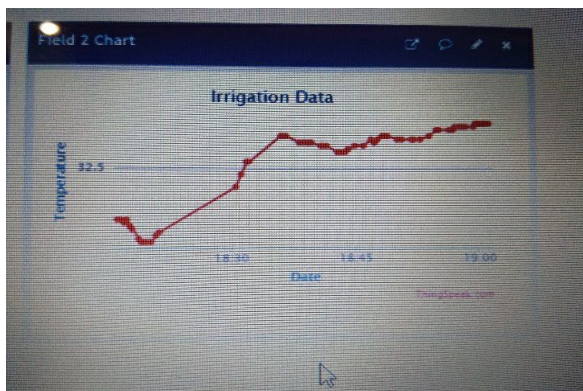 Field 2 Chart
Irrigation Data
Temperature
32.5
18:30 18:45 19:00
Date
ThingSpeak.com